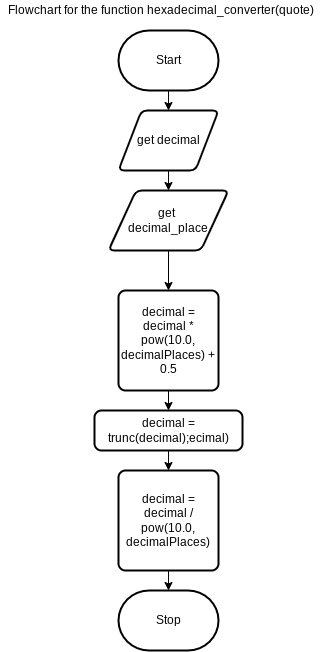 Flowchart for the function hexadecimal_converter(quote)
Start
get decimal
get
decimal_place
decimal =
decimal *
pow(10.0,
decimalPlaces) +
0.5
decimal =
trunc(decimal);ecimal)
decimal =
decimal /
pow(10.0,
decimalPlaces)
Stop